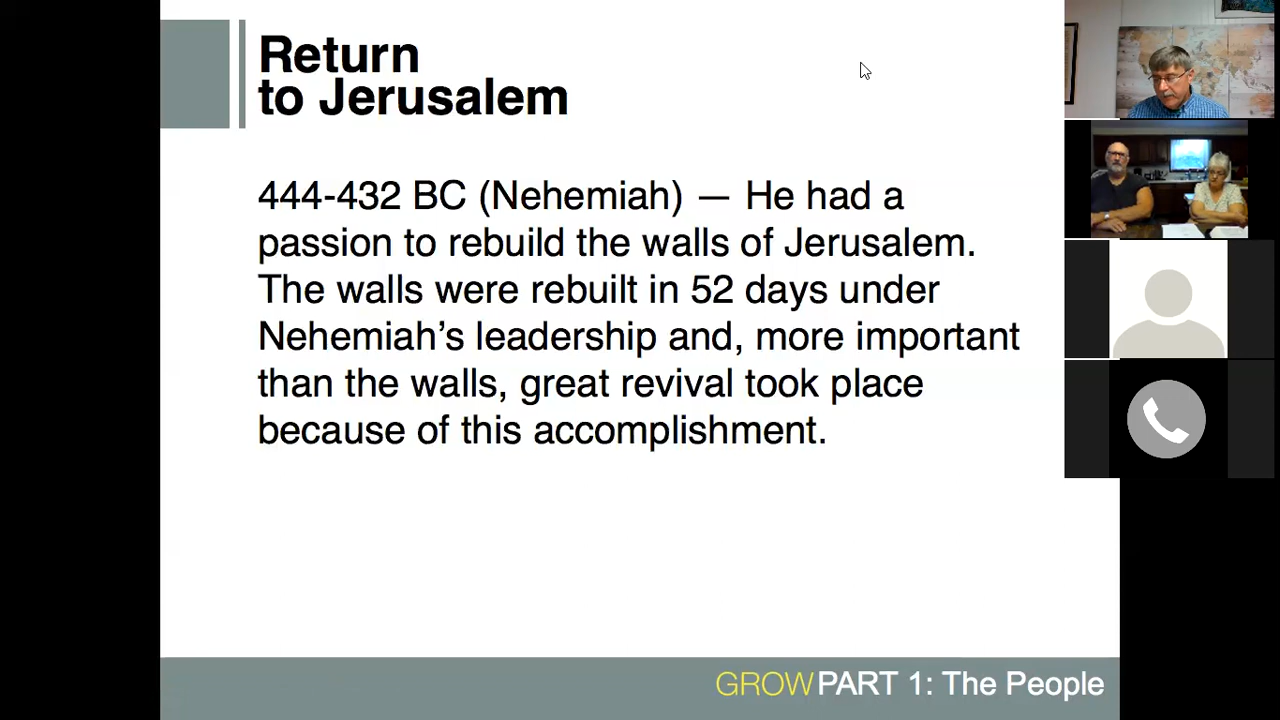 Return
to Jerusalem
444-432 BC (Nehemiah) — He had a
passion to rebuild the walls of Jerusalem.
The walls were rebuilt in 52 days under
Nehemiah’s leadership and, more important
than the walls, great revival took place
because of this accomplishment.
GROWPART 1: The People